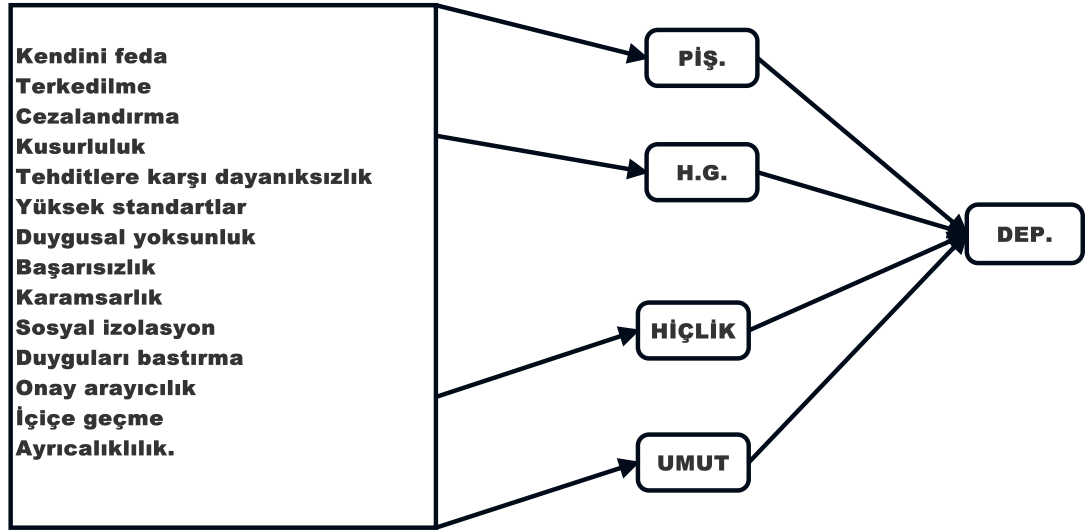 Kendini feda
Terkedilme
Cezalandırma
Kusurluluk
Tehditlere karşı dayanıksızlık
Yüksek standartlar
Duygusal yoksunluk
Başarısızlık
Karamsarlık
Sosyal izolasyon
Duyguları bastırma
Onay arayıcılık
İçiçe geçme
Ayrıcalıklılık.
PİŞ.
H.G.
HİÇLİK
UMUT
DEP.